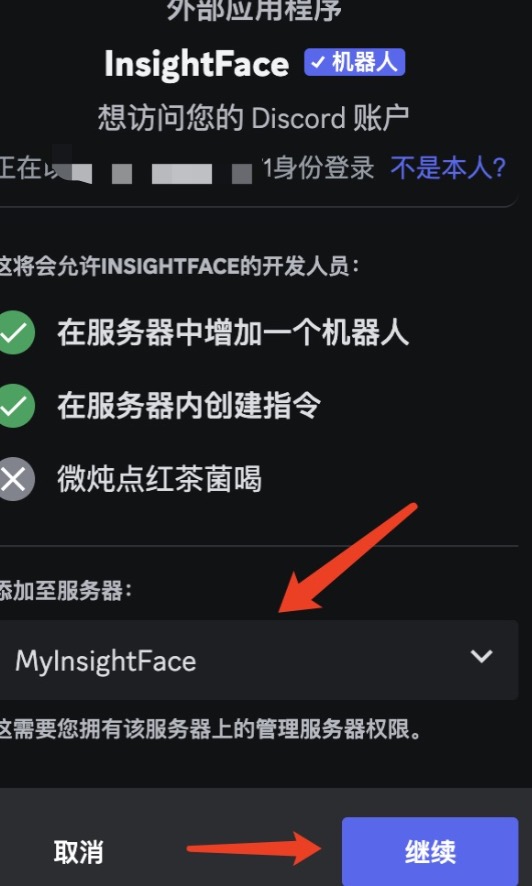 外部应用程序
InsightFace ✓ 机器人
想访问您的 Discord 账户
正在以 1身份登录 不是本人?
这将会允许INSIGHTFACE的开发人员：
在服务器中增加一个机器人
在服务器内创建指令
微炖点红茶菌喝
添加至服务器：
MyInsightFace
这需要您拥有该服务器上的管理服务器权限。
取消 继续